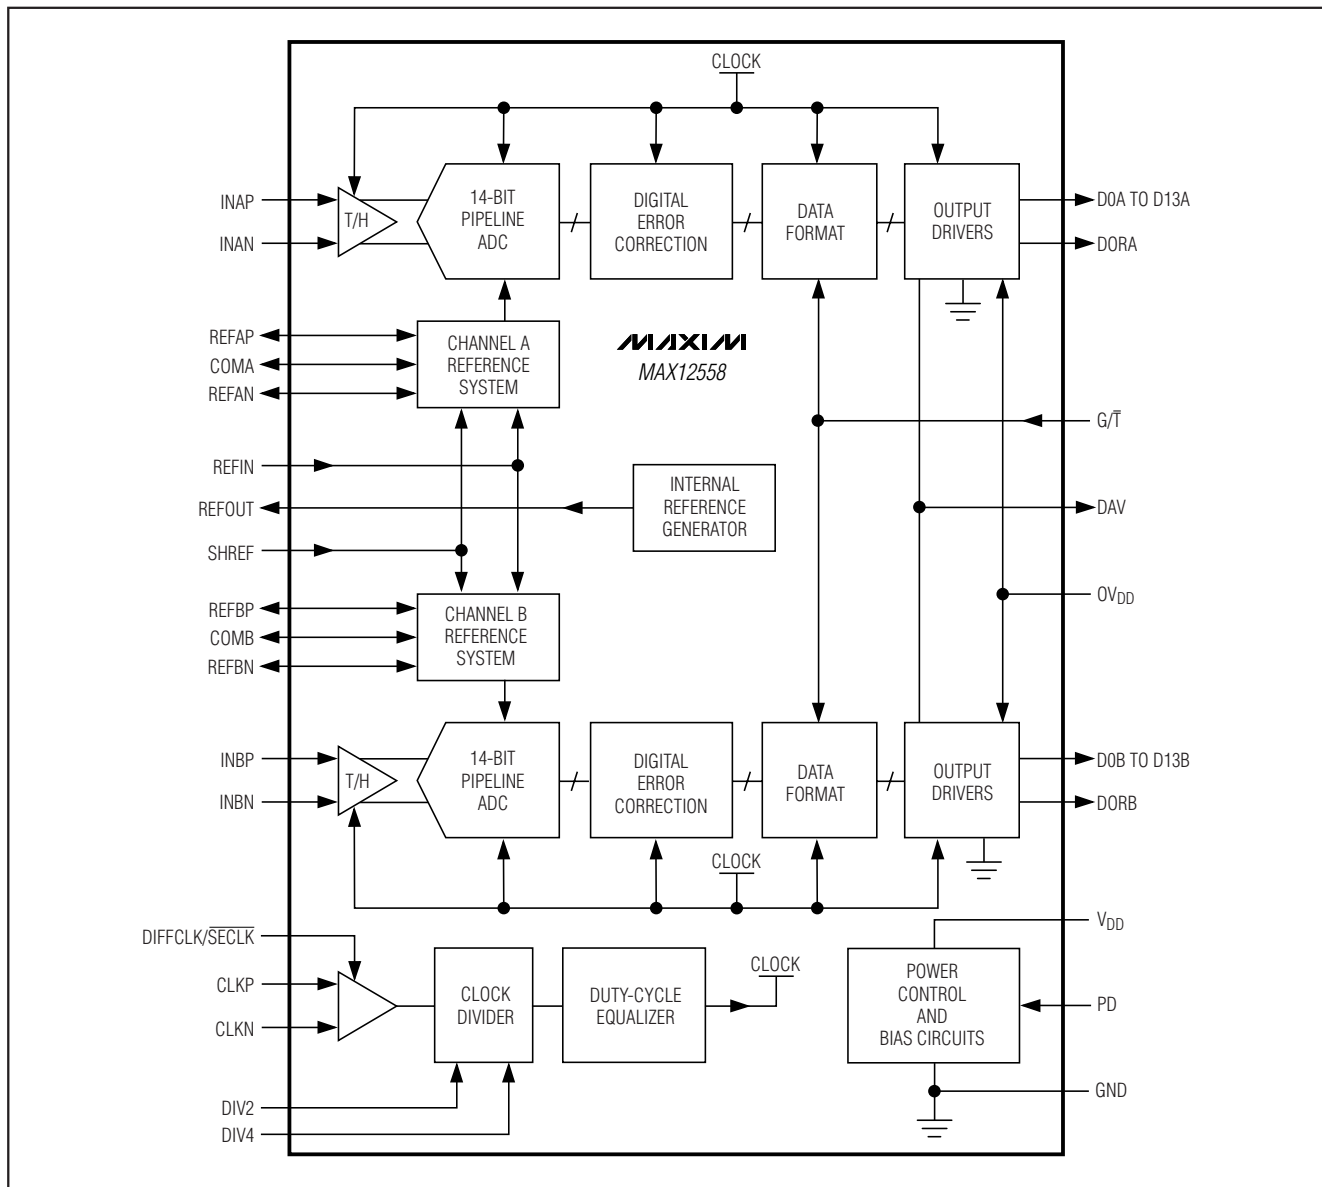 CLOCK
INAP
INAN
T/H
14-BIT
PIPELINE
ADC
DIGITAL
ERROR
CORRECTION
DATA
FORMAT
OUTPUT
DRIVERS
D0A TO D13A
DORA
REFAP
COMA
REFAN
CHANNEL A
REFERENCE
SYSTEM
MAXIM
MAX12558
G/T̅
REFIN
REFOUT
SHREF
INTERNAL
REFERENCE
GENERATOR
DAV
REFBP
COMB
REFBN
CHANNEL B
REFERENCE
SYSTEM
OVDD
INBP
INBN
T/H
14-BIT
PIPELINE
ADC
DIGITAL
ERROR
CORRECTION
DATA
FORMAT
OUTPUT
DRIVERS
D0B TO D13B
DORB
CLOCK
DIFFCLK/S̅E̅C̅L̅K̅
CLKP
CLKN
CLOCK
DIVIDER
DUTY-CYCLE
EQUALIZER
CLOCK
POWER
CONTROL
AND
BIAS CIRCUITS
VDD
PD
GND
DIV2
DIV4